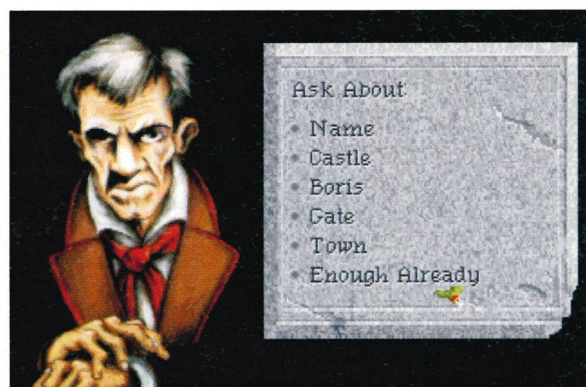 Ask About:
• Name
• Castle
• Boris
• Gate
• Town
• Enough Already